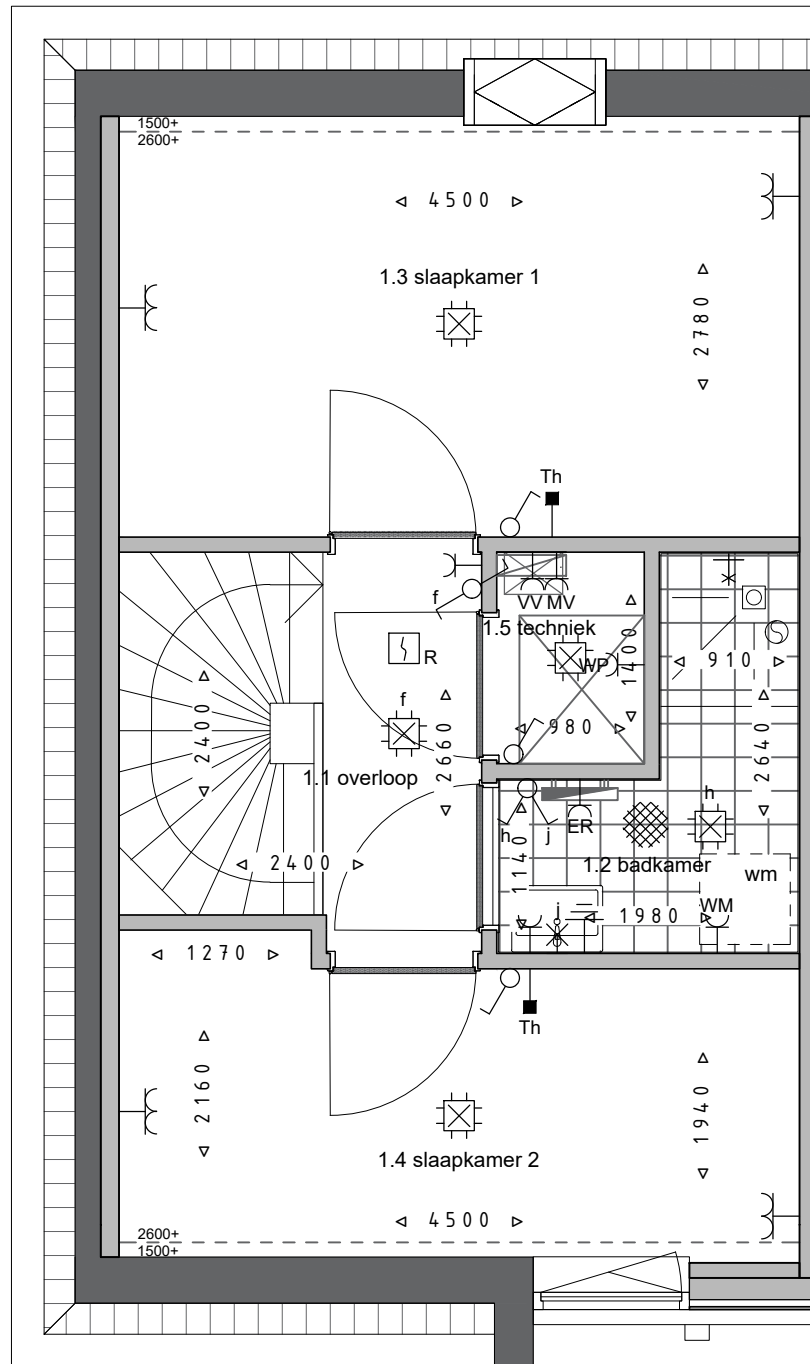 1500+
2600+
4500
1.3 slaapkamer 1
2780
Th
f
VV MV
1.5 techniek
1400
R
WP
910
f
980
2400
2660
2640
1.1 overloop
h
h
j
ER
1140
1.2 badkamer
2400
wm
WM
j
1980
1270
Th
2160
1940
1.4 slaapkamer 2
4500
2600+
1500+